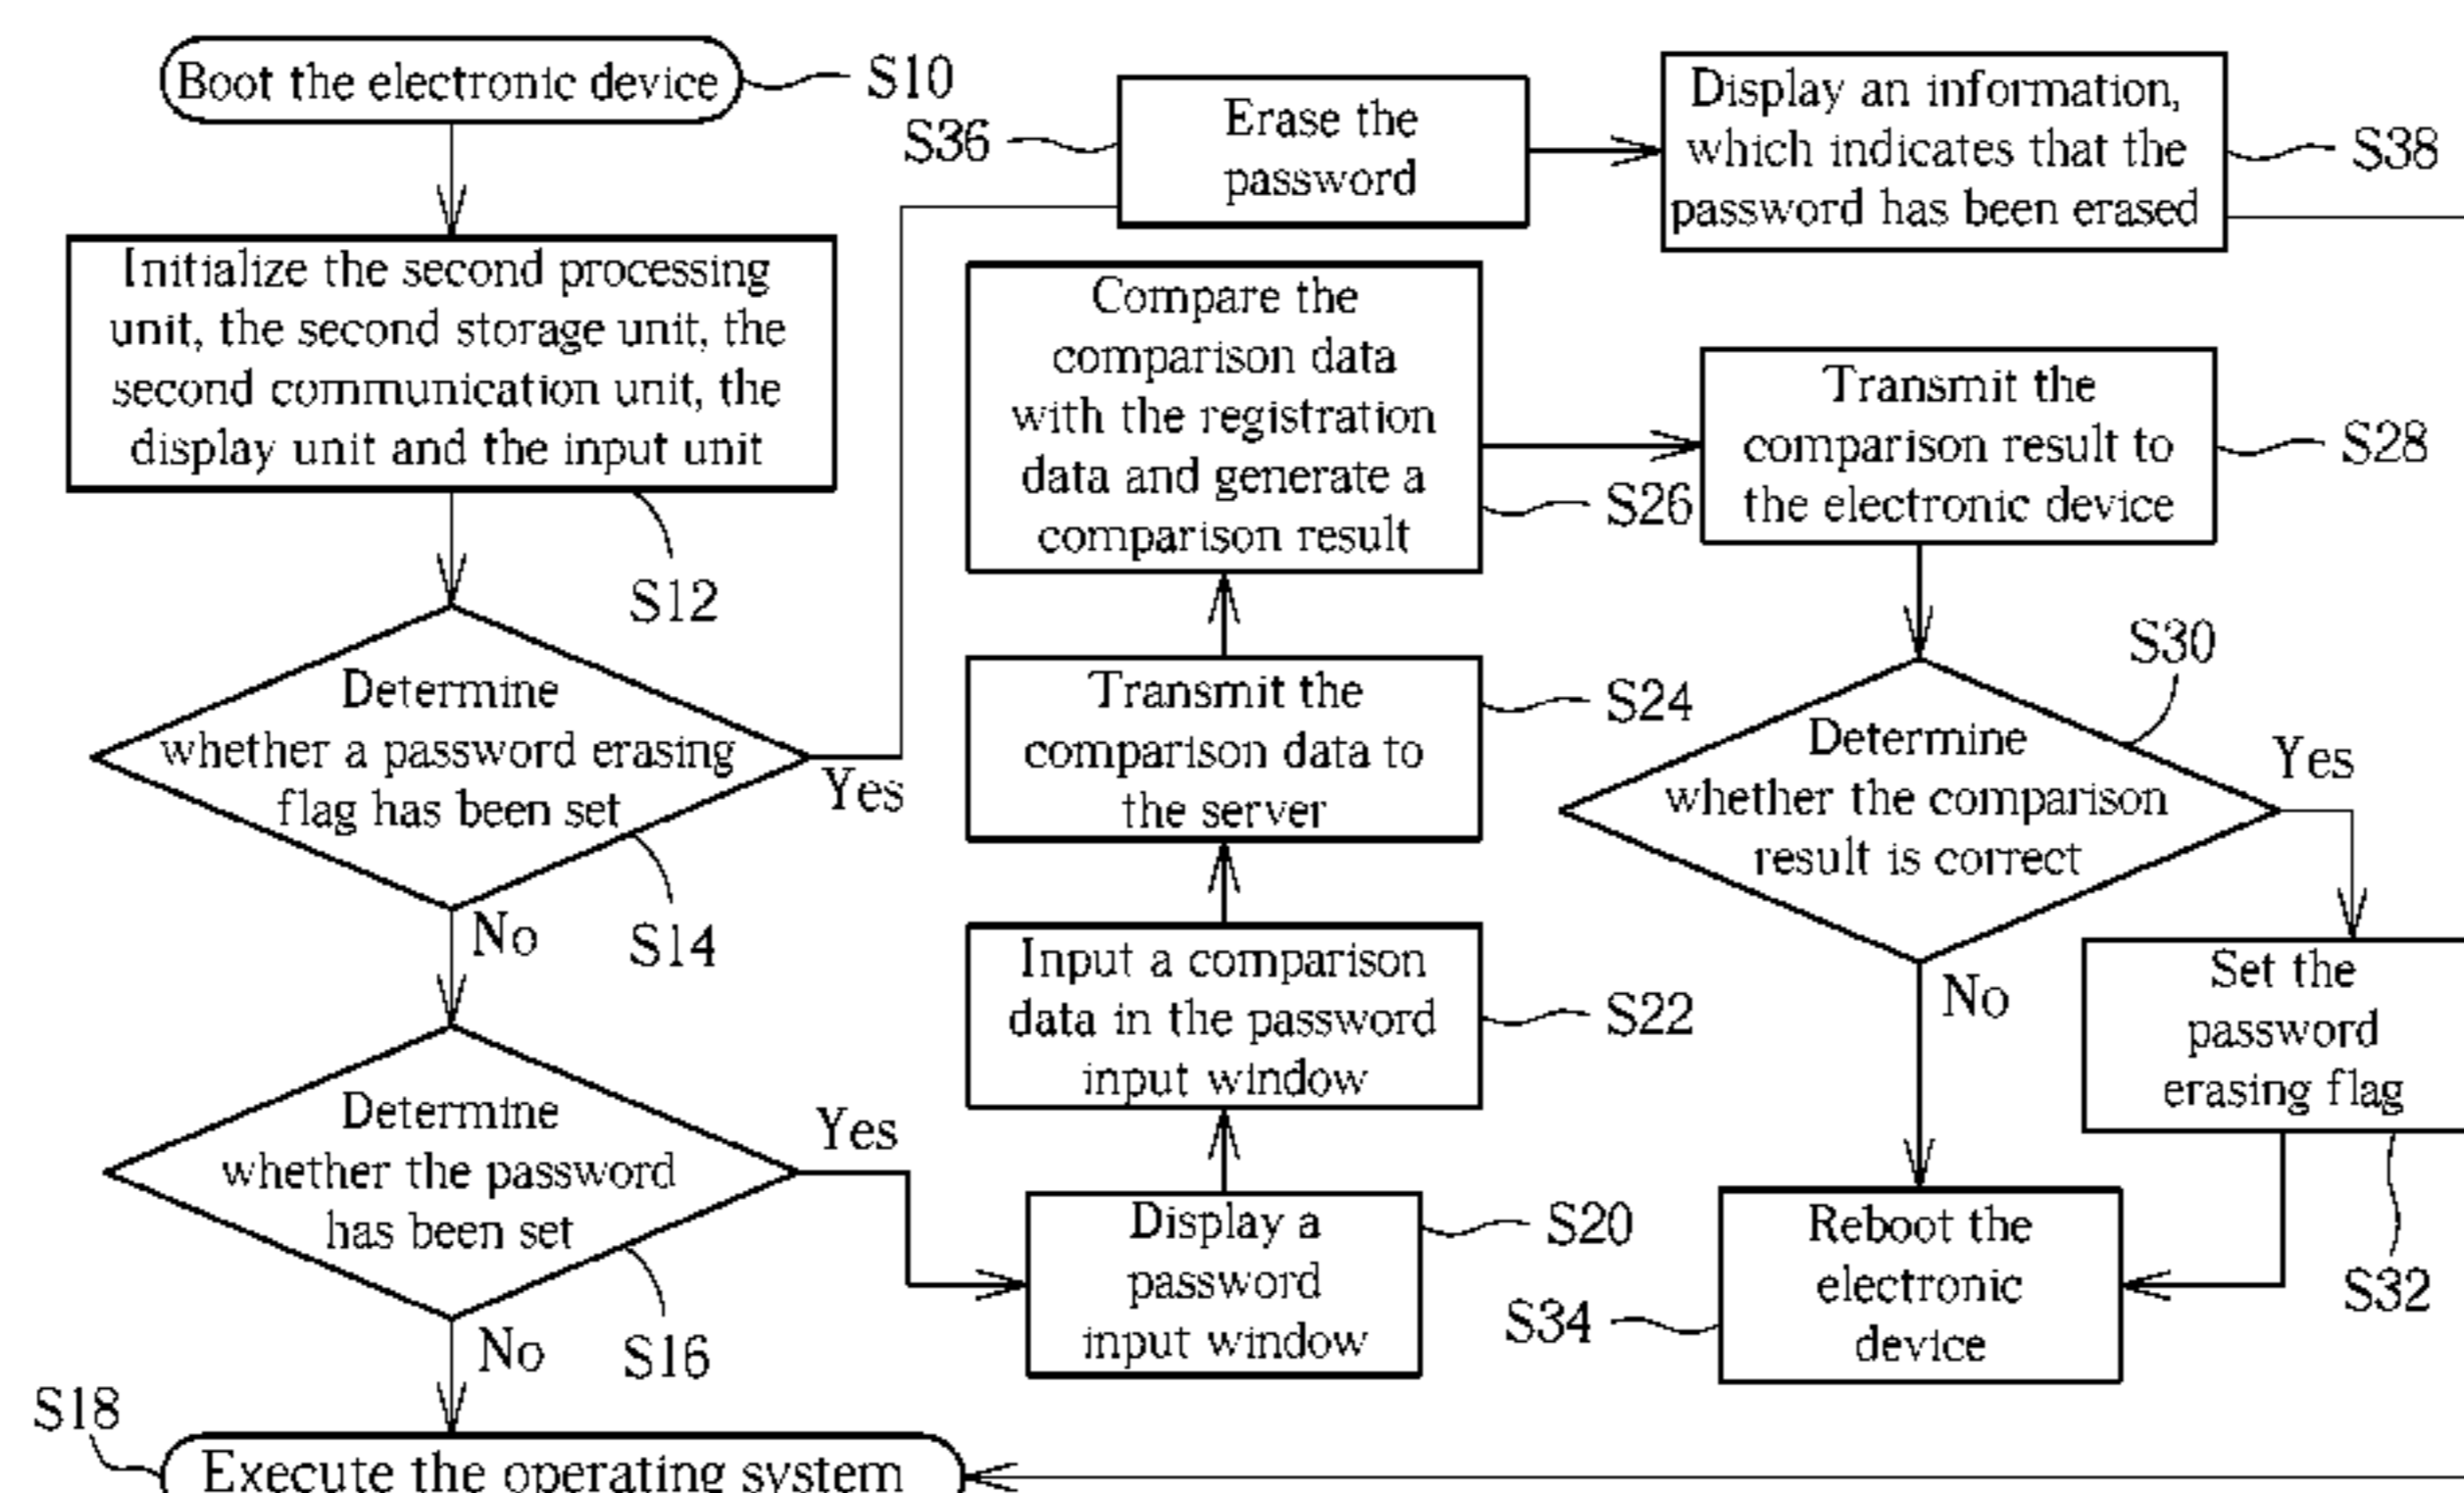 Boot the electronic device
S10
Initialize the second processing
unit, the second storage unit, the
second communication unit, the
display unit and the input unit
S12
Determine
whether a password erasing
flag has been set
Yes
S14
No
Determine
whether the password
has been set
Yes
S16
No
S18
Execute the operating system
S36
Erase the
password
Display an information,
which indicates that the
password has been erased
S38
Compare the
comparison data
with the registration
data and generate a
comparison result
S26
Transmit the
comparison data to
the server
S24
Input a comparison
data in the password
input window
S22
Display a
password
input window
S20
Transmit the
comparison result to
the electronic device
S28
S30
Determine
whether the comparison
result is correct
Yes
No
Set the
password
erasing flag
S32
Reboot the
electronic
device
S34